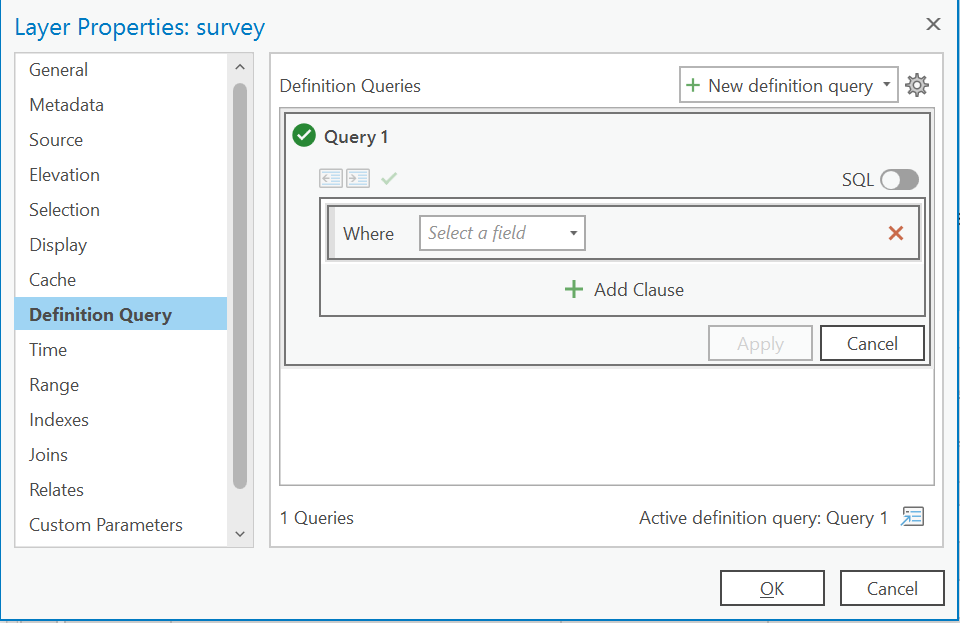 Layer Properties: survey
General
Metadata
Source
Elevation
Selection
Display
Cache
Definition Query
Time
Range
Indexes
Joins
Relates
Custom Parameters
Definition Queries
New definition query
Query 1
SQL
Where Select a field
Add Clause
Apply Cancel
1 Queries Active definition query: Query 1
OK Cancel